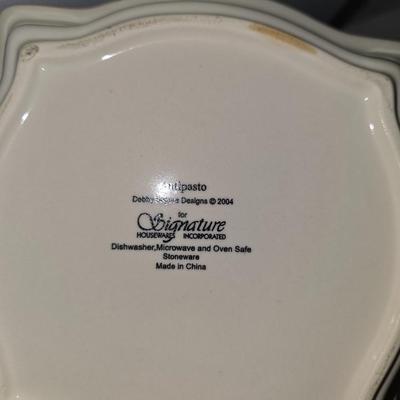 Antipasto
Debby Designs © 2004
for
Signature
HOUSEWARES INCORPORATED
Dishwasher,Microwave and Oven Safe
Stoneware
Made in China